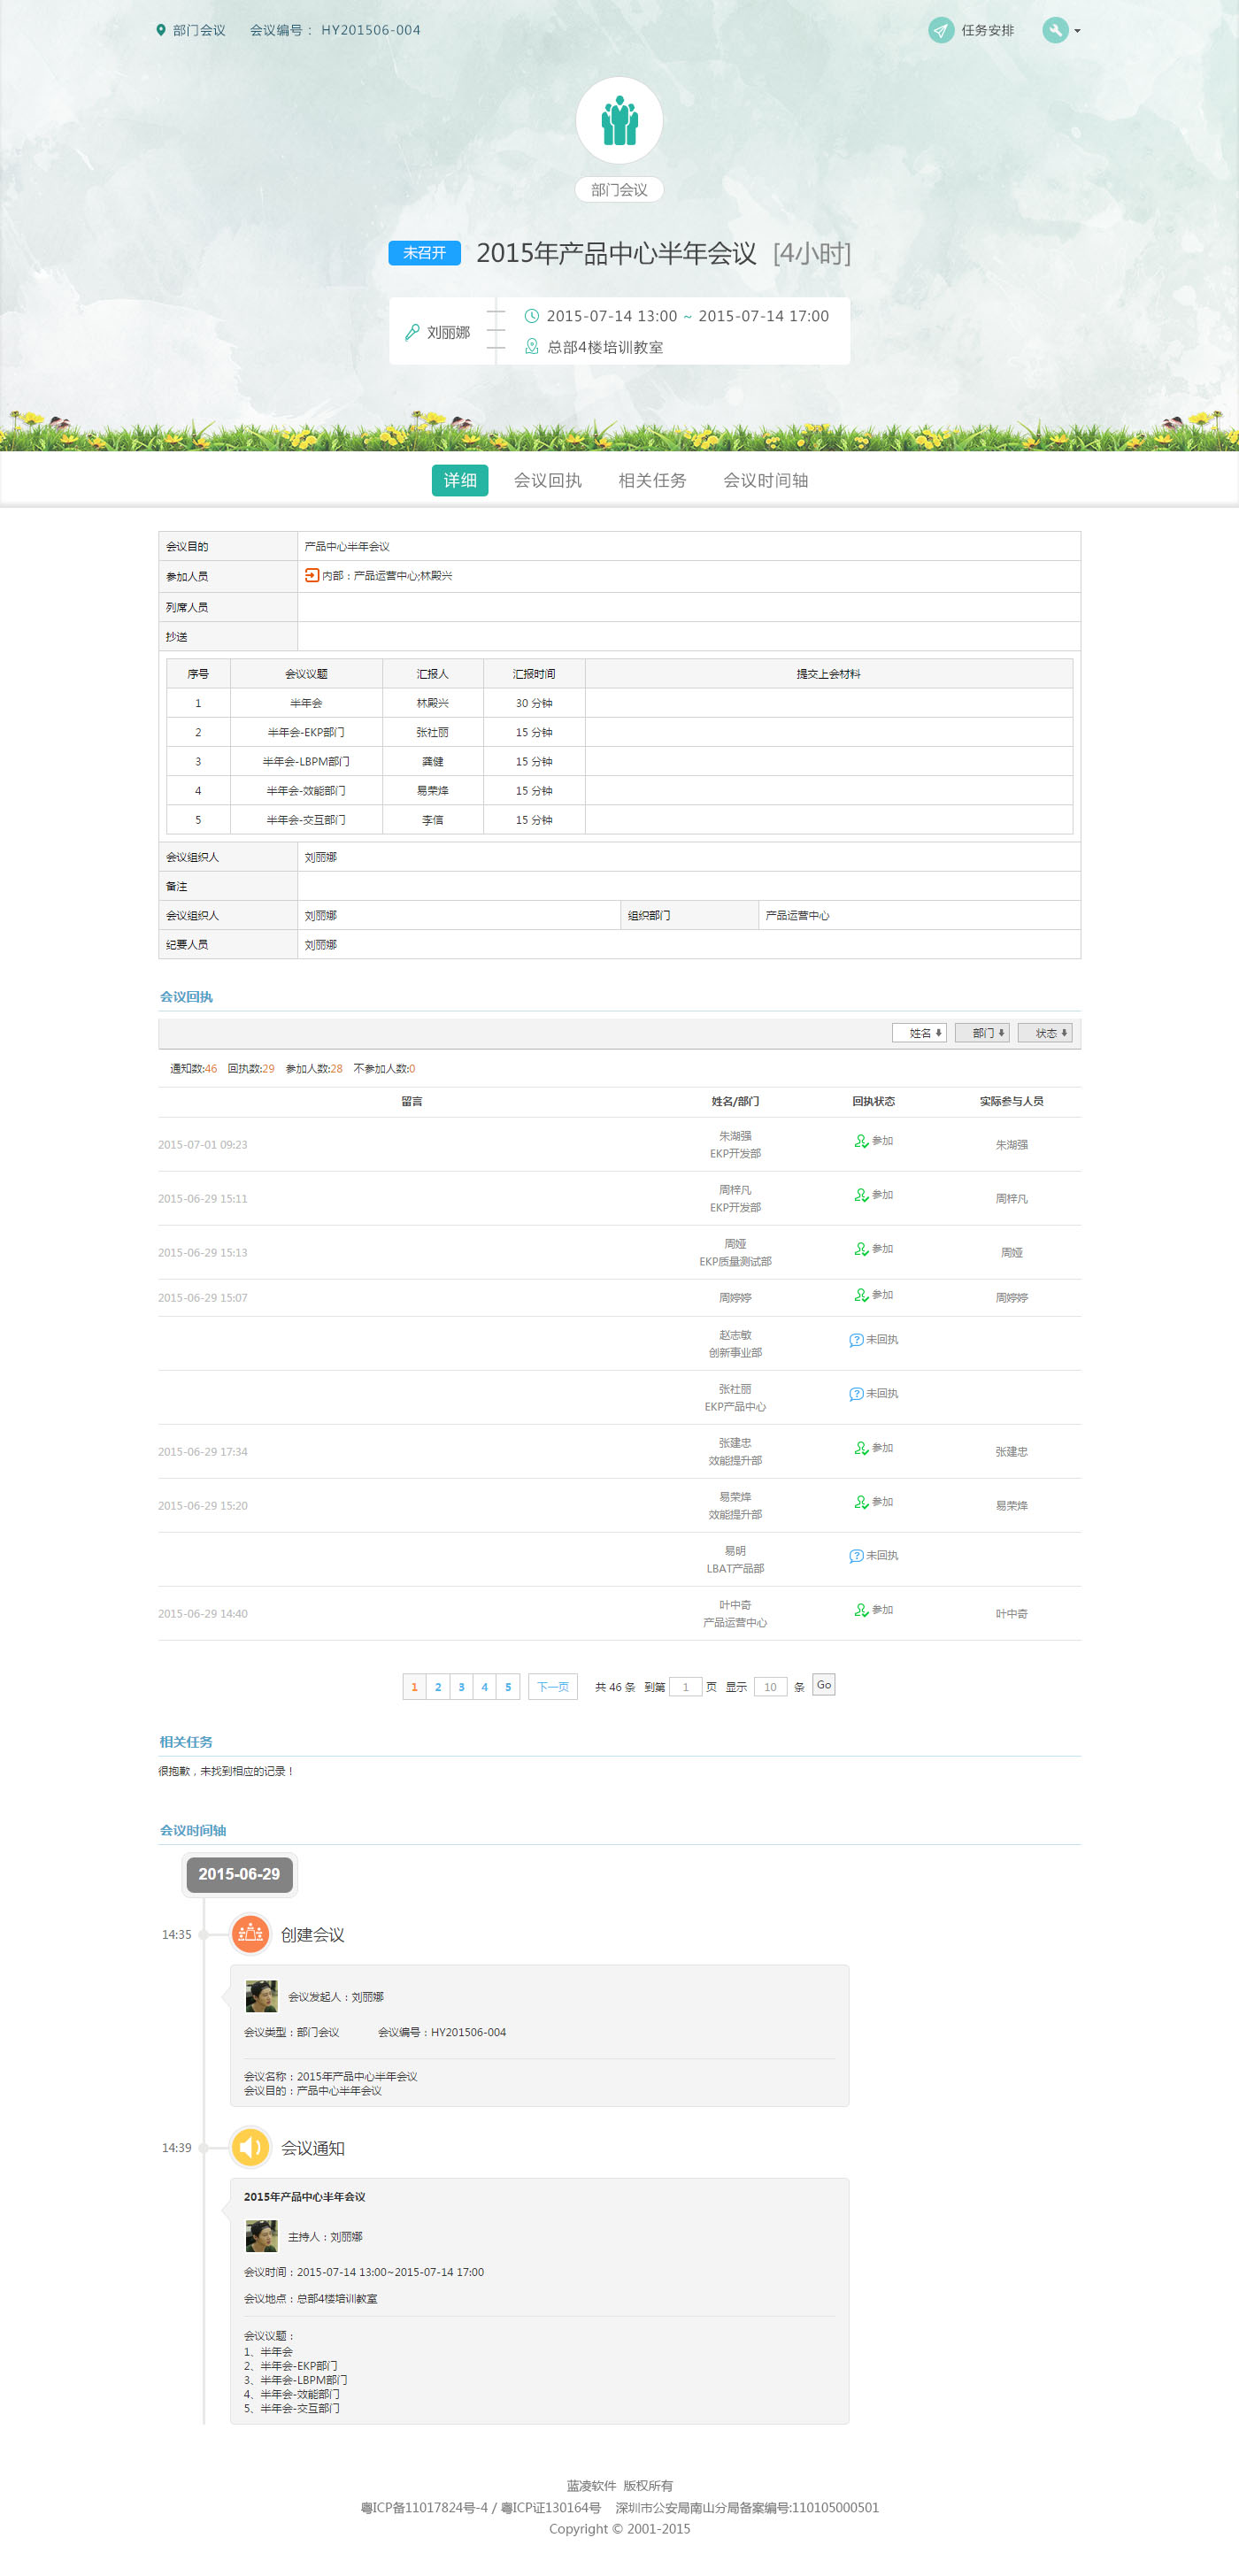 部门会议 会议编号： HY201506-004 任务安排
部门会议
未召开 2015年产品中心半年会议 [4小时]
刘丽娜 2015-07-14 13:00 ~ 2015-07-14 17:00
总部4楼培训教室
详细 会议回执 相关任务 会议时间轴
会议目的 产品中心半年会议
参加人员 内部：产品运营中心;林殿兴
列席人员
抄送
序号 会议议题 汇报人 汇报时间 提交上会材料
1 半年会 林殿兴 30 分钟
2 半年会-EKP部门 张社丽 15 分钟
3 半年会-LBPM部门 龚健 15 分钟
4 半年会-效能部门 易荣烽 15 分钟
5 半年会-交互部门 李信 15 分钟
会议组织人 刘丽娜
备注
会议组织人 刘丽娜 组织部门 产品运营中心
纪要人员 刘丽娜
会议回执
姓名 部门 状态
通知数:46 回执数:29 参加人数:28 不参加人数:0
留言 姓名/部门 回执状态 实际参与人员
2015-07-01 09:23 朱湖强 参加 朱湖强
EKP开发部
2015-06-29 15:11 周梓凡 参加 周梓凡
EKP开发部
2015-06-29 15:13 周娅 参加 周娅
EKP质量测试部
2015-06-29 15:07 周婷婷 参加 周婷婷
赵志敏 未回执
创新事业部
张社丽 未回执
EKP产品中心
2015-06-29 17:34 张建忠 参加 张建忠
效能提升部
2015-06-29 15:20 易荣烽 参加 易荣烽
效能提升部
易明 未回执
LBAT产品部
2015-06-29 14:40 叶中奇 参加 叶中奇
产品运营中心
1 2 3 4 5 下一页 共 46 条 到第 1 页 显示 10 条 Go
相关任务
很抱歉，未找到相应的记录！
会议时间轴
2015-06-29
14:35 创建会议
会议发起人：刘丽娜
会议类型：部门会议 会议编号：HY201506-004
会议名称：2015年产品中心半年会议
会议目的：产品中心半年会议
14:39 会议通知
2015年产品中心半年会议
主持人：刘丽娜
会议时间：2015-07-14 13:00~2015-07-14 17:00
会议地点：总部4楼培训教室
会议议题：
1、半年会
2、半年会-EKP部门
3、半年会-LBPM部门
4、半年会-效能部门
5、半年会-交互部门
蓝凌软件 版权所有
粤ICP备11017824号-4 / 粤ICP证130164号 深圳市公安局南山分局备案编号:110105000501
Copyright © 2001-2015